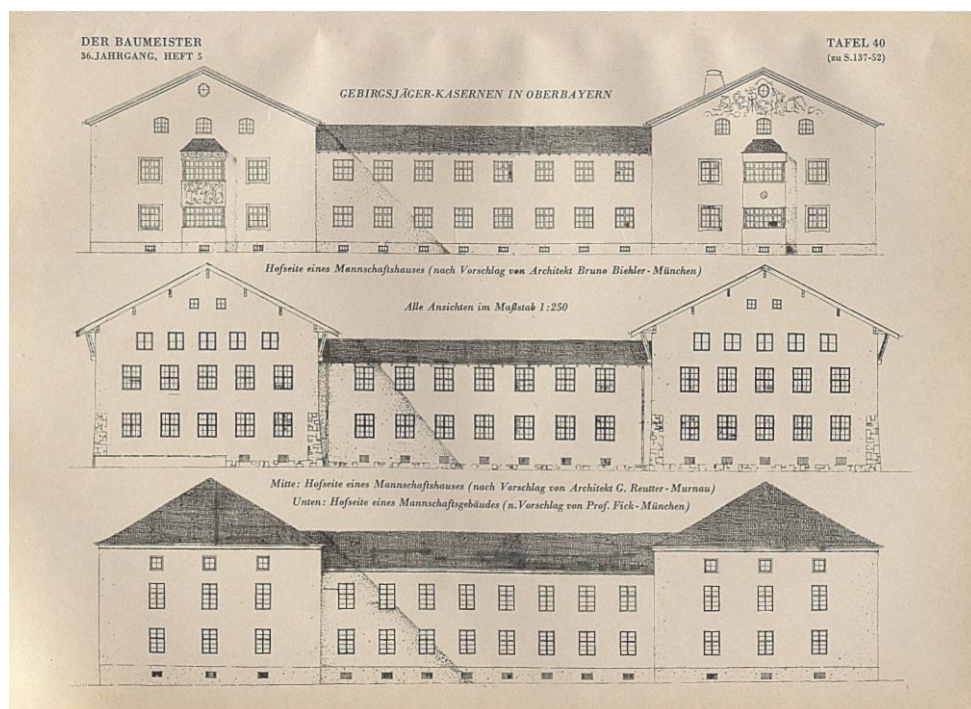 DER BAUMEISTER
36. JAHRGANG, HEFT 5
TAFEL 40
(zu S.137-52)
GEBIRGSJÄGER-KASERNEN IN OBERBAYERN
Hofseite eines Mannschaftshauses (nach Vorschlag von Architekt Bruno Biehler-München)
Alle Ansichten im Maßstab 1:250
Mitte: Hofseite eines Mannschaftshauses (nach Vorschlag von Architekt G. Reutter-Murnau)
Unten: Hofseite eines Mannschaftsgebäudes (n. Vorschlag von Prof. Fick-München)